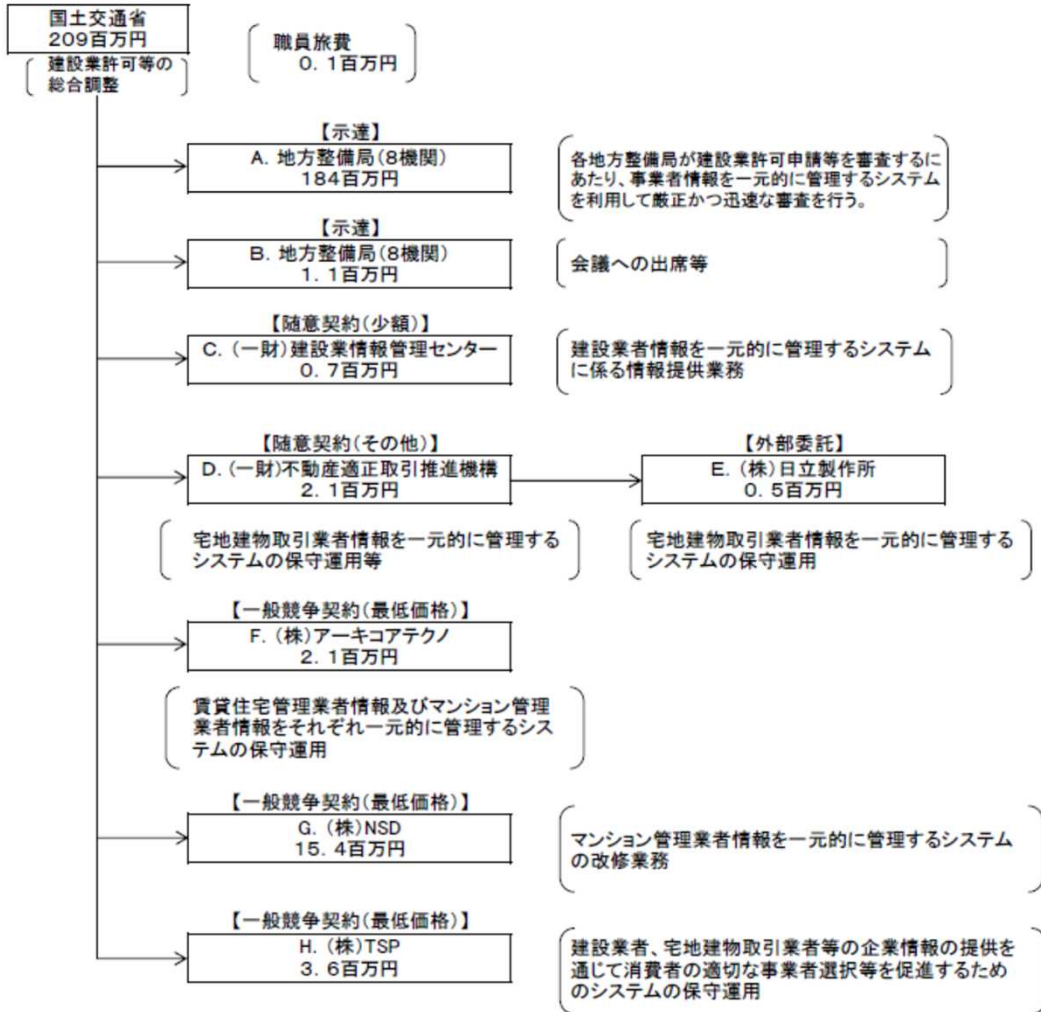 国土交通省
209百万円
建設業許可等の
総合調整
職員旅費
0．1百万円
【示達】
A．地方整備局（8機関）
184百万円
各地方整備局が建設業許可申請等を審査するに
あたり、事業者情報を一元的に管理するシステム
を利用して厳正かつ迅速な審査を行う。
【示達】
B．地方整備局（8機関）
1．1百万円
会議への出席等
【随意契約（少額）】
C．（一財）建設業情報管理センター
0．7百万円
建設業者情報を一元的に管理するシステム
に係る情報提供業務
【随意契約（その他）】
D．（一財）不動産適正取引推進機構
2．1百万円
【外部委託】
E．（株）日立製作所
0．5百万円
宅地建物取引業者情報を一元的に管理する
システムの保守運用等
宅地建物取引業者情報を一元的に管理する
システムの保守運用
【一般競争契約（最低価格）】
F．（株）アーキコアテクノ
2．1百万円
賃貸住宅管理業者情報及びマンション管理
業者情報をそれぞれ一元的に管理するシス
テムの保守運用
【一般競争契約（最低価格）】
G．（株）NSD
15．4百万円
マンション管理業者情報を一元的に管理するシステム
の改修業務
【一般競争契約（最低価格）】
H．（株）TSP
3．6百万円
建設業者、宅地建物取引業者等の企業情報の提供を
通じて消費者の適切な事業者選択等を促進するため
のシステムの保守運用